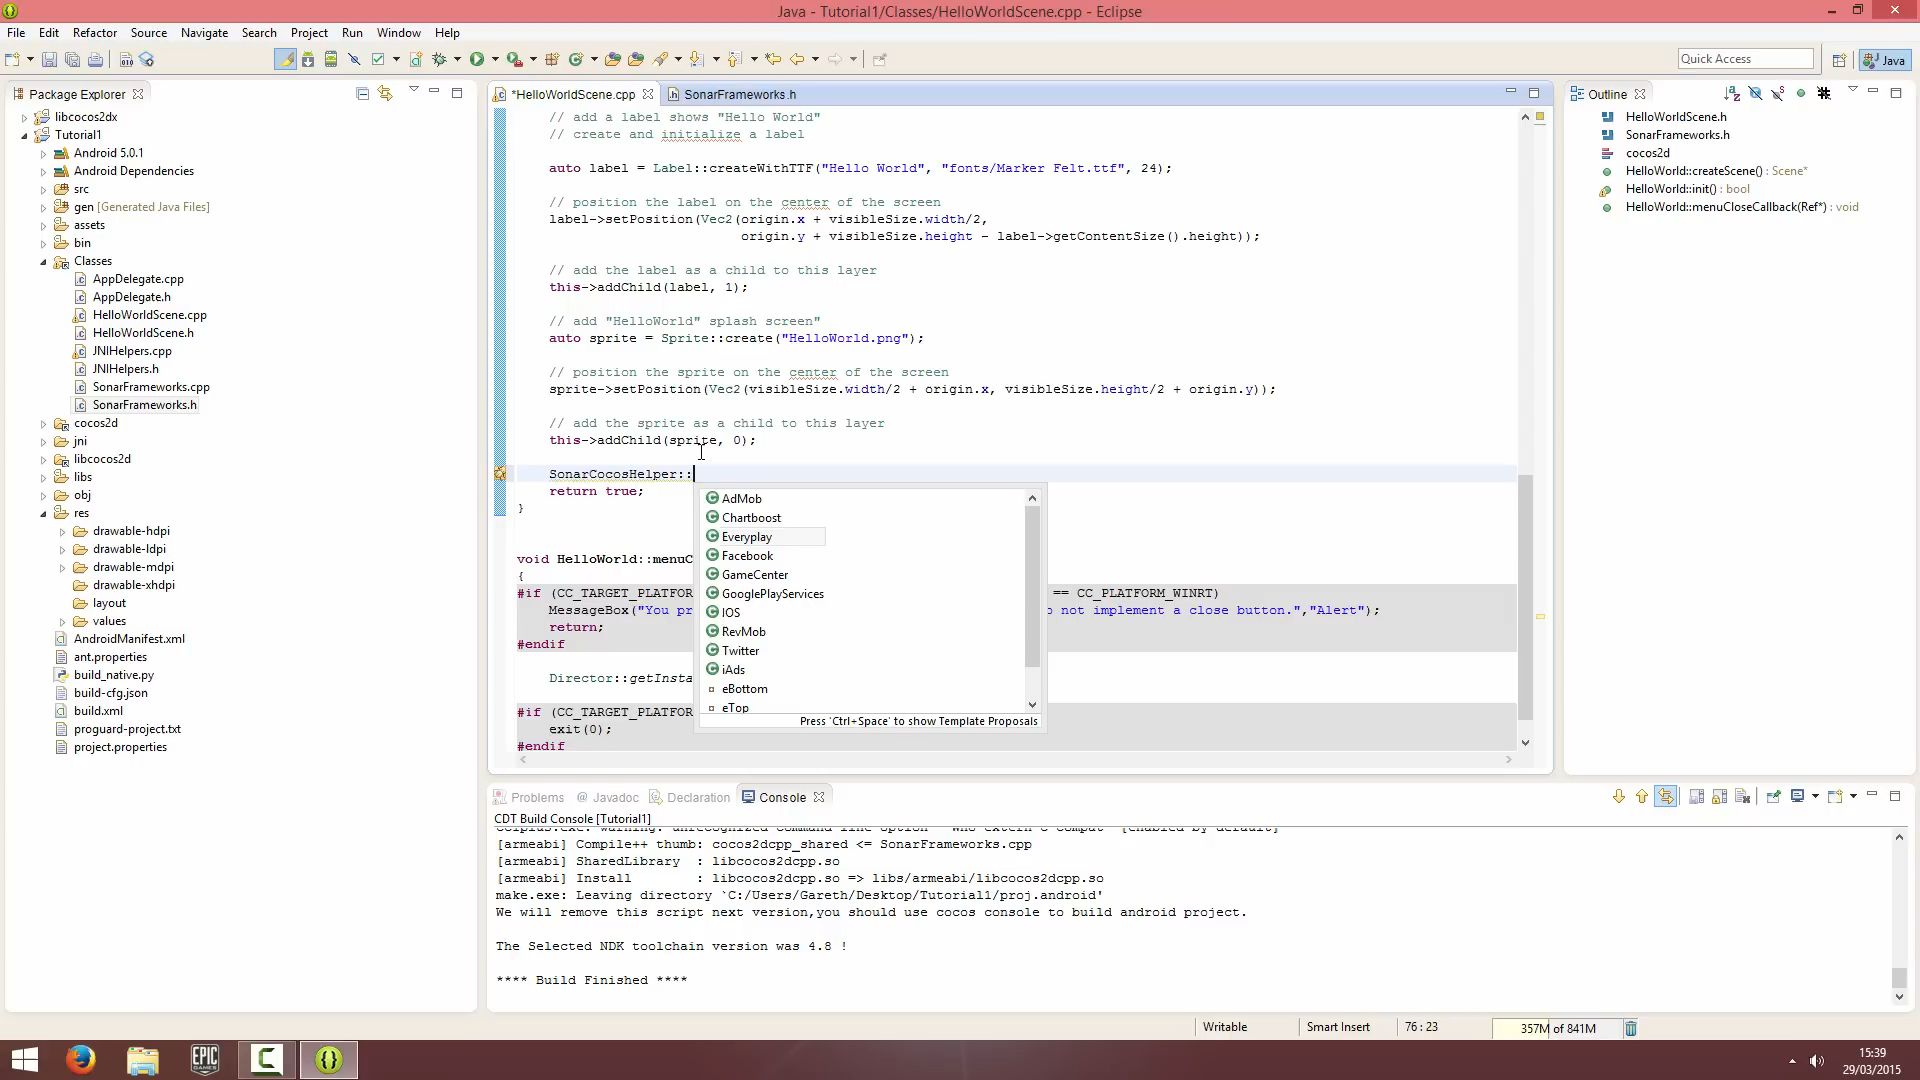 Java - Tutorial1/Classes/HelloWorldScene.cpp - Eclipse
File Edit Refactor Source Navigate Search Project Run Window Help
Quick Access
Java
Package Explorer
libcocos2dx
Tutorial1
Android 5.0.1
Android Dependencies
src
gen [Generated Java Files]
assets
bin
Classes
AppDelegate.cpp
AppDelegate.h
HelloWorldScene.cpp
HelloWorldScene.h
JNIHelpers.cpp
JNIHelpers.h
SonarFrameworks.cpp
SonarFrameworks.h
cocos2d
jni
libcocos2d
libs
obj
res
drawable-hdpi
drawable-ldpi
drawable-mdpi
drawable-xhdpi
layout
values
AndroidManifest.xml
ant.properties
build_native.py
build-cfg.json
build.xml
proguard-project.txt
project.properties
*HelloWorldScene.cpp
SonarFrameworks.h
// add a label shows "Hello World"
// create and initialize a label
auto label = Label::createWithTTF("Hello World", "fonts/Marker Felt.ttf", 24);
// position the label on the center of the screen
label->setPosition(Vec2(origin.x + visibleSize.width/2,
origin.y + visibleSize.height - label->getContentSize().height));
// add the label as a child to this layer
this->addChild(label, 1);
// add "HelloWorld" splash screen"
auto sprite = Sprite::create("HelloWorld.png");
// position the sprite on the center of the screen
sprite->setPosition(Vec2(visibleSize.width/2 + origin.x, visibleSize.height/2 + origin.y));
// add the sprite as a child to this layer
this->addChild(sprite, 0);
SonarCocosHelper::
return true;
}
void HelloWorld::menuC
{
#if (CC_TARGET_PLATFOR == CC_PLATFORM_WINRT)
MessageBox("You pr o not implement a close button.","Alert");
return;
#endif
Director::getInsta
#if (CC_TARGET_PLATFOR
exit(0);
#endif
AdMob
Chartboost
Everyplay
Facebook
GameCenter
GooglePlayServices
IOS
RevMob
Twitter
iAds
eBottom
eTop
Press 'Ctrl+Space' to show Template Proposals
Outline
HelloWorldScene.h
SonarFrameworks.h
cocos2d
HelloWorld::createScene() : Scene*
HelloWorld::init() : bool
HelloWorld::menuCloseCallback(Ref*) : void
Problems @ Javadoc Declaration Console
CDT Build Console [Tutorial1]
[armeabi] Compile++ thumb: cocos2dcpp_shared <= SonarFrameworks.cpp
[armeabi] SharedLibrary : libcocos2dcpp.so
[armeabi] Install : libcocos2dcpp.so => libs/armeabi/libcocos2dcpp.so
make.exe: Leaving directory `C:/Users/Gareth/Desktop/Tutorial1/proj.android'
We will remove this script next version,you should use cocos console to build android project.
The Selected NDK toolchain version was 4.8 !
**** Build Finished ****
Writable Smart Insert 76 : 23 357M of 841M
EPIC GAMES
15:39
29/03/2015